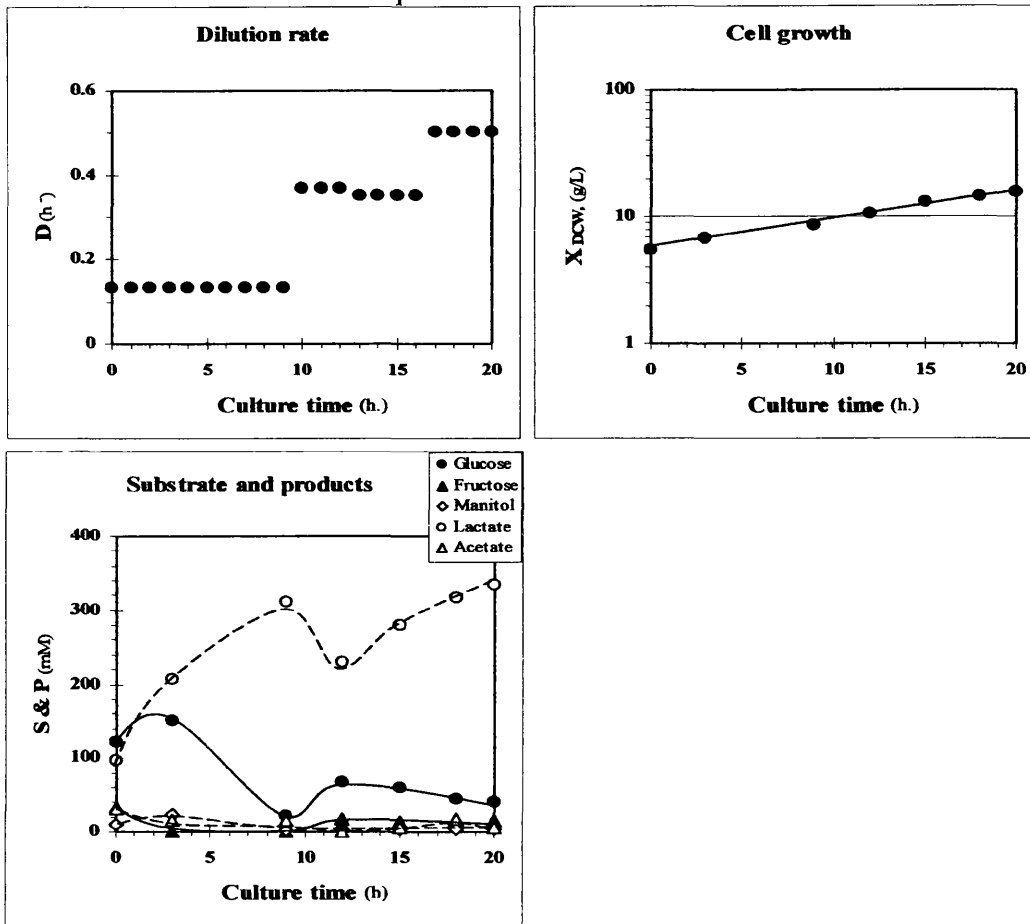 Dilution rate
0.6
0.4
0.2
0
D (h⁻)
0 5 10 15 20
Culture time (h.)
Cell growth
100
10
1
X DCW, (g/L)
0 5 10 15 20
Culture time (h.)
Substrate and products
Glucose
Fructose
Manitol
Lactate
Acetate
400
300
200
100
0
S & P (mM)
0 5 10 15 20
Culture time (h)